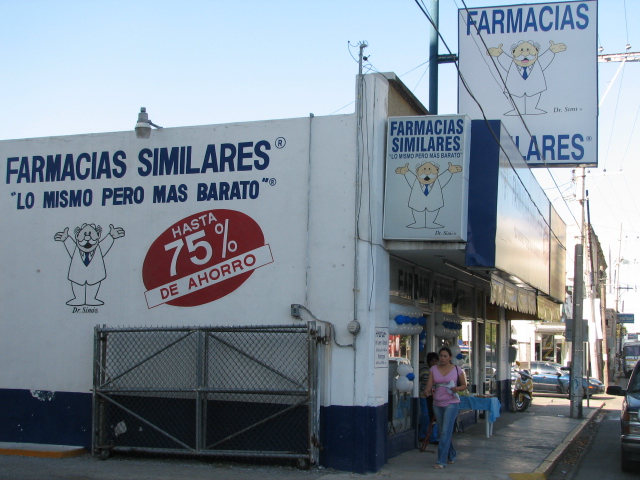 FARMACIAS SIMILARES®
"LO MISMO PERO MAS BARATO"®
Dr. Simi®
HASTA
75%
DE AHORRO
FARMACIAS SIMILARES
"LO MISMO PERO MAS BARATO"
Dr. Simi®
FARMACIAS
Dr. Simi®
ILARES®